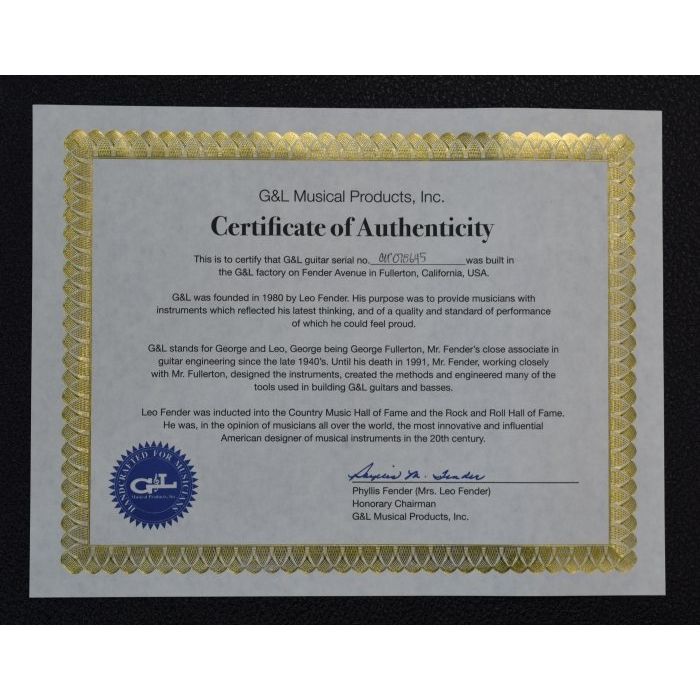 G&L Musical Products, Inc.
Certificate of Authenticity
This is to certify that G&L guitar serial no. was built in
the G&L factory on Fender Avenue in Fullerton, California, USA.
G&L was founded in 1980 by Leo Fender. His purpose was to provide musicians with
instruments which reflected his latest thinking, and of a quality and standard of performance
of which he could feel proud.
G&L stands for George and Leo, George being George Fullerton, Mr. Fender's close associate in
guitar engineering since the late 1940's. Until his death in 1991, Mr. Fender, working closely
with Mr. Fullerton, designed the instruments, created the methods and engineered many of the
tools used in building G&L guitars and basses.
Leo Fender was inducted into the Country Music Hall of Fame and the Rock and Roll Hall of Fame.
He was, in the opinion of musicians all over the world, the most innovative and influential
American designer of musical instruments in the 20th century.
HANDCRAFTED FOR MUSICIANS
G&L
Musical Products, Inc.
Phyllis M. Fender
Phyllis Fender (Mrs. Leo Fender)
Honorary Chairman
G&L Musical Products, Inc.